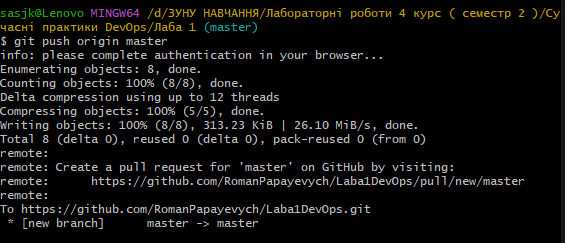 sasjk@Lenovo MINGW64 /d/ЗУНУ НАВЧАННЯ/Лабораторні роботи 4 курс ( семестр 2 )/Су
часні практики DevOps/Лаба 1 (master)
$ git push origin master
info: please complete authentication in your browser...
Enumerating objects: 8, done.
Counting objects: 100% (8/8), done.
Delta compression using up to 12 threads
Compressing objects: 100% (5/5), done.
Writing objects: 100% (8/8), 313.23 KiB | 26.10 MiB/s, done.
Total 8 (delta 0), reused 0 (delta 0), pack-reused 0 (from 0)
remote:
remote: Create a pull request for 'master' on GitHub by visiting:
remote:      https://github.com/RomanPapayevych/Laba1DevOps/pull/new/master
remote:
To https://github.com/RomanPapayevych/Laba1DevOps.git
 * [new branch]      master -> master